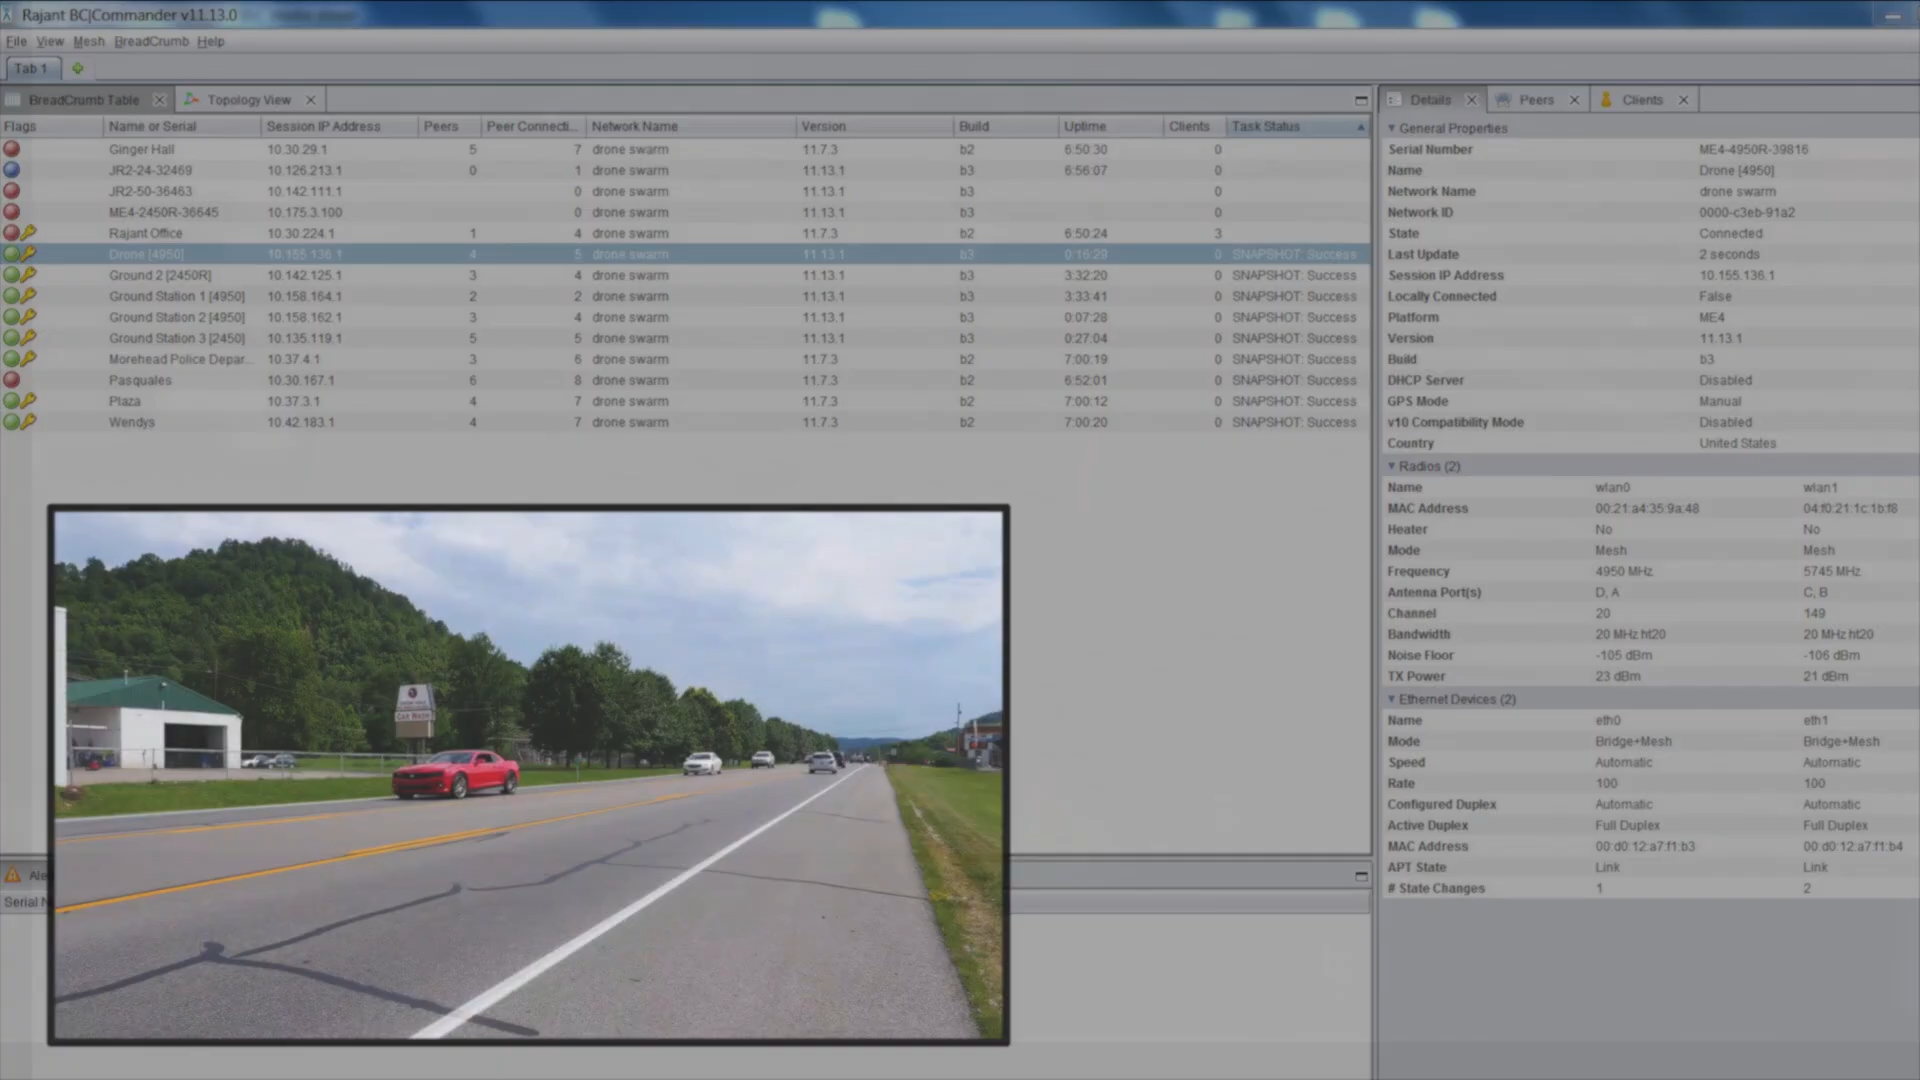 Rajant BC|Commander v11.13.0
File View Mesh BreadCrumb Help
Tab 1
BreadCrumb Table Topology View
Flags Name or Serial Session IP Address Peers Peer Connecti... Network Name Version Build Uptime Clients Task Status
Ginger Hall 10.30.29.1 5 7 drone swarm 11.7.3 b2 6:50:30 0
JR2-24-32469 10.126.213.1 0 1 drone swarm 11.13.1 b3 6:56:07 0
JR2-50-36463 10.142.111.1 0 drone swarm 11.13.1 b3 0
ME4-2450R-36645 10.175.3.100 0 drone swarm 11.13.1 b3 0
Rajant Office 10.30.224.1 1 4 drone swarm 11.7.3 b2 6:50:24 3
Drone [4950] 10.155.136.1 4 5 drone swarm 11.13.1 b3 0:16:29 0 SNAPSHOT: Success
Ground 2 [2450R] 10.142.125.1 3 4 drone swarm 11.13.1 b3 3:32:20 0 SNAPSHOT: Success
Ground Station 1 [4950] 10.158.164.1 2 2 drone swarm 11.13.1 b3 3:33:41 0 SNAPSHOT: Success
Ground Station 2 [4950] 10.158.162.1 3 4 drone swarm 11.13.1 b3 0:07:28 0 SNAPSHOT: Success
Ground Station 3 [2450] 10.135.119.1 5 5 drone swarm 11.13.1 b3 0:27:04 0 SNAPSHOT: Success
Morehead Police Depar... 10.37.4.1 3 6 drone swarm 11.7.3 b2 7:00:19 0 SNAPSHOT: Success
Pasquales 10.30.167.1 6 8 drone swarm 11.7.3 b2 6:52:01 0 SNAPSHOT: Success
Plaza 10.37.3.1 4 7 drone swarm 11.7.3 b2 7:00:12 0 SNAPSHOT: Success
Wendys 10.42.183.1 4 7 drone swarm 11.7.3 b2 7:00:20 0 SNAPSHOT: Success
Ale
Serial N
Car Wash
Details Peers Clients
General Properties
Serial Number ME4-4950R-39816
Name Drone [4950]
Network Name drone swarm
Network ID 0000-c3eb-91a2
State Connected
Last Update 2 seconds
Session IP Address 10.155.136.1
Locally Connected False
Platform ME4
Version 11.13.1
Build b3
DHCP Server Disabled
GPS Mode Manual
v10 Compatibility Mode Disabled
Country United States
Radios (2)
Name wlan0 wlan1
MAC Address 00:21:a4:35:9a:48 04:f0:21:1c:1b:f8
Heater No No
Mode Mesh Mesh
Frequency 4950 MHz 5745 MHz
Antenna Port(s) D, A C, B
Channel 20 149
Bandwidth 20 MHz ht20 20 MHz ht20
Noise Floor -105 dBm -106 dBm
TX Power 23 dBm 21 dBm
Ethernet Devices (2)
Name eth0 eth1
Mode Bridge+Mesh Bridge+Mesh
Speed Automatic Automatic
Rate 100 100
Configured Duplex Automatic Automatic
Active Duplex Full Duplex Full Duplex
MAC Address 00:d0:12:a7:f1:b3 00:d0:12:a7:f1:b4
APT State Link Link
# State Changes 1 2